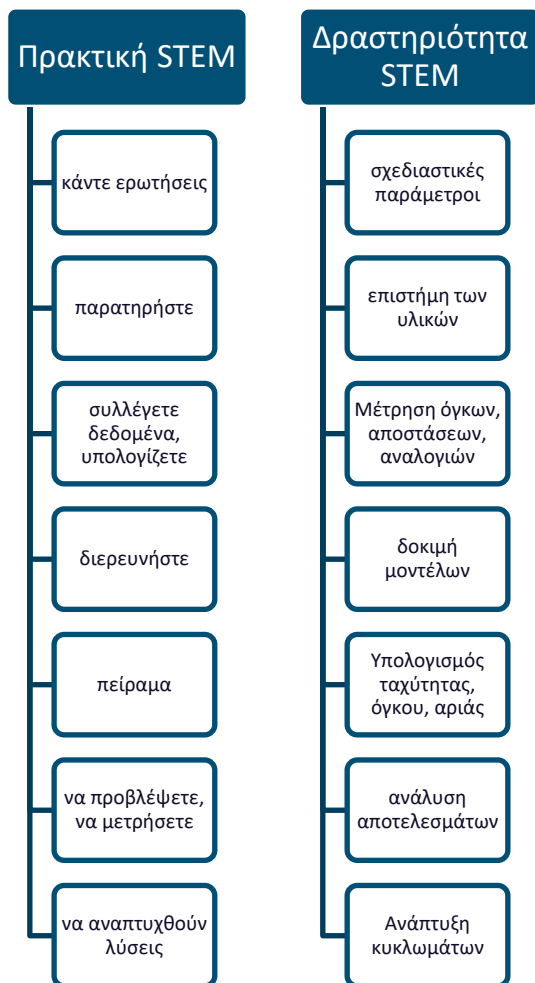 Πρακτική STEM
κάντε ερωτήσεις
παρατηρήστε
συλλέγετε
δεδομένα,
υπολογίζετε
διερευνήστε
πείραμα
να προβλέψετε,
να μετρήσετε
να αναπτυχθούν
λύσεις
Δραστηριότητα
STEM
σχεδιαστικές
παράμετροι
επιστήμη των
υλικών
Μέτρηση όγκων,
αποστάσεων,
αναλογιών
δοκιμή
μοντέλων
Υπολογισμός
ταχύτητας,
όγκου, αριάς
ανάλυση
αποτελεσμάτων
Ανάπτυξη
κυκλωμάτων